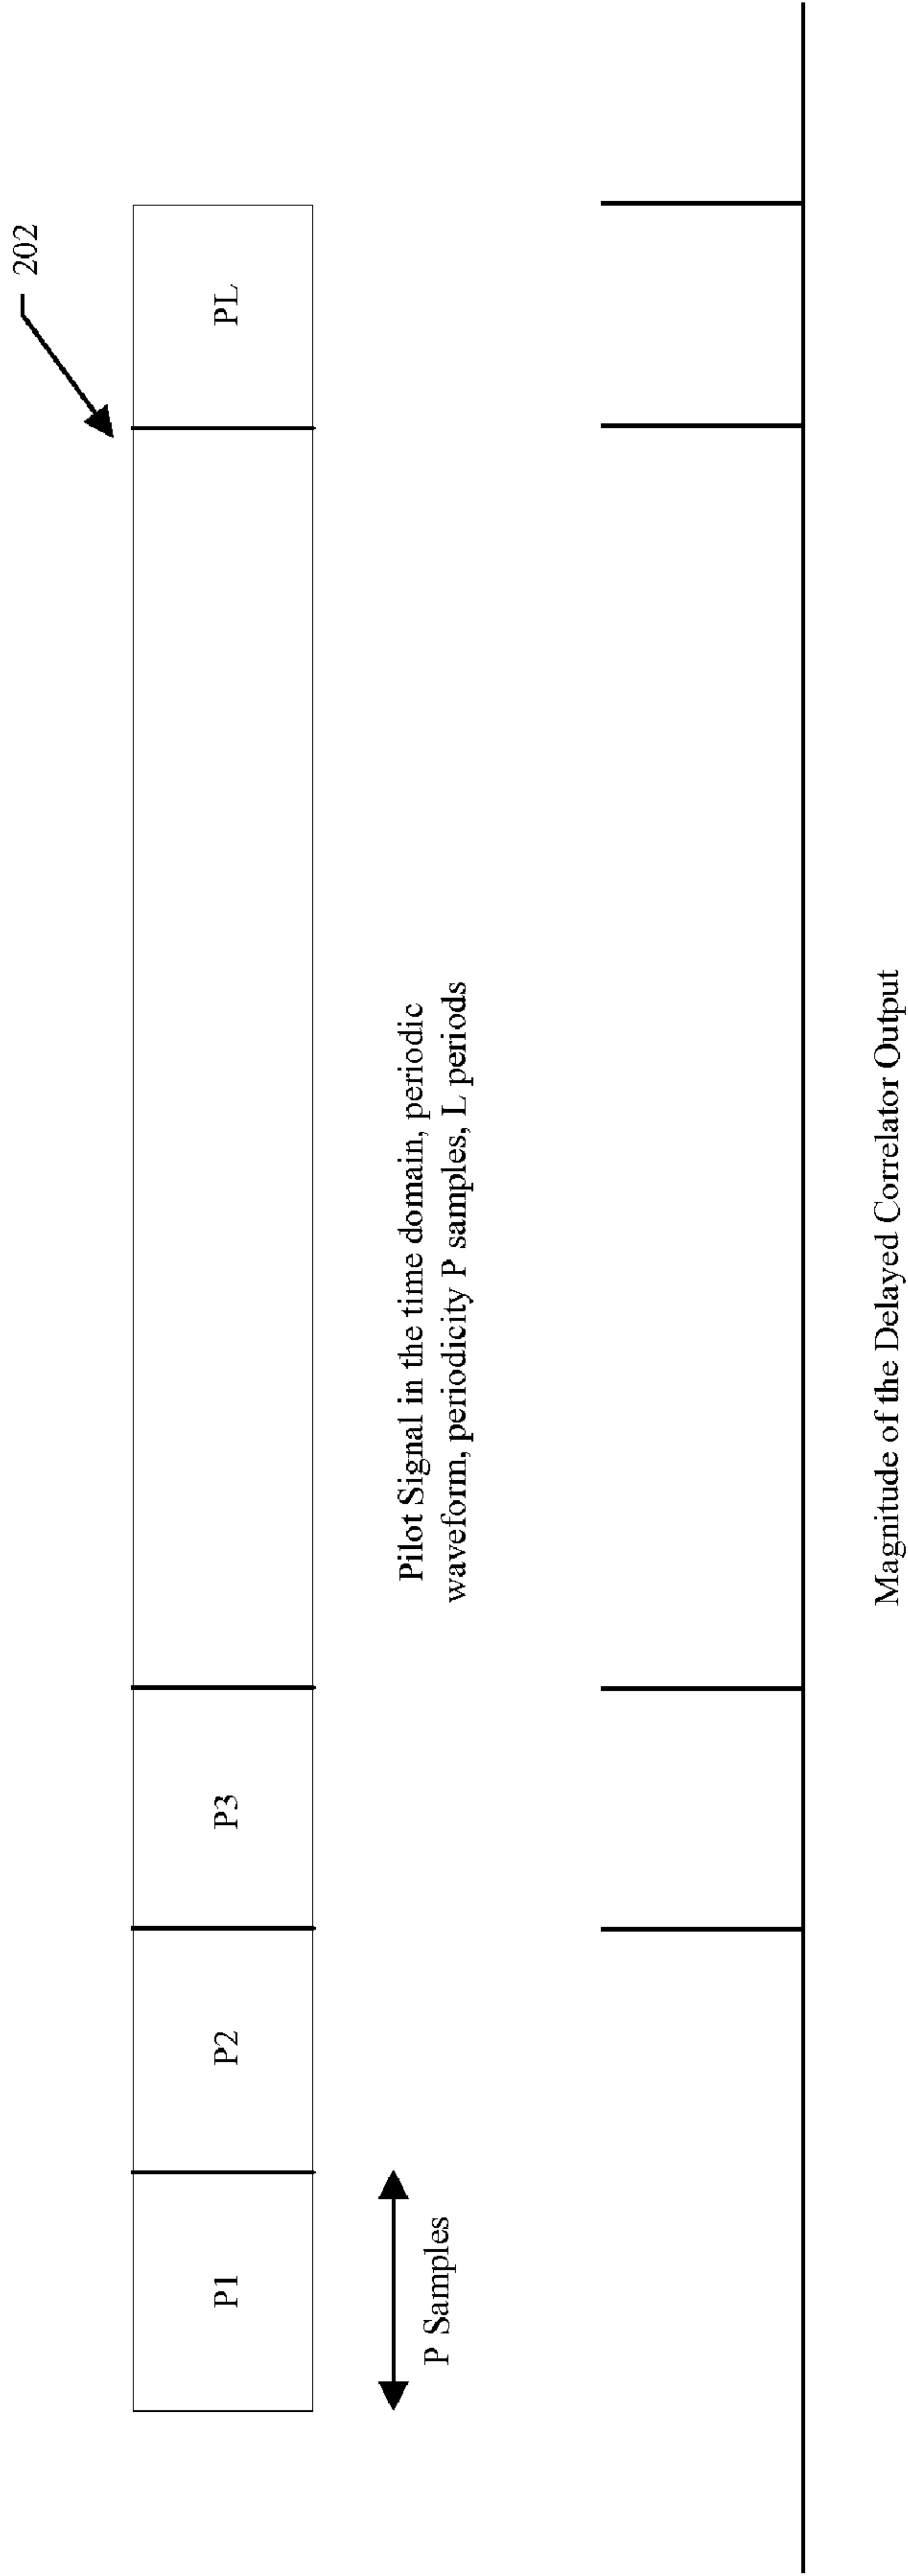 202
P1
P2
P3
PL
P Samples
Pilot Signal in the time domain, periodic
waveform, periodicity P samples, L periods
Magnitude of the Delayed Correlator Output